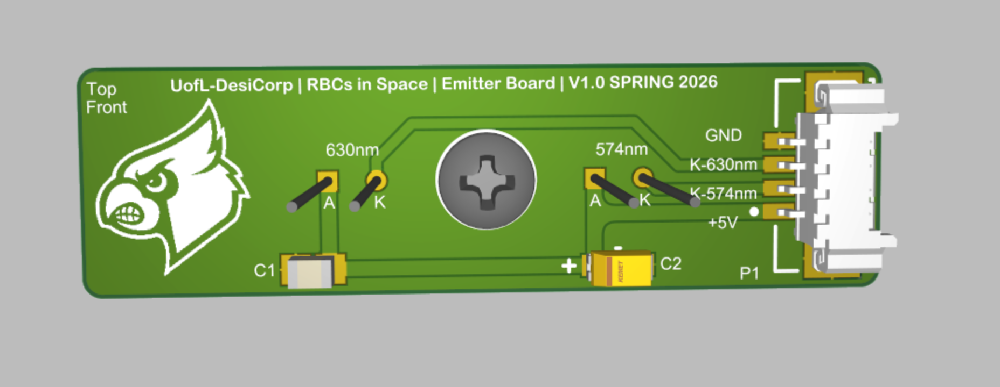 UofL-DesiCorp | RBCs in Space | Emitter Board | V1.0 SPRING 2026
Top
Front
GND
630nm
574nm
K-630nm
K-574nm
A
K
A
K
+5V
-
C1
+
C2
KEMET
P1